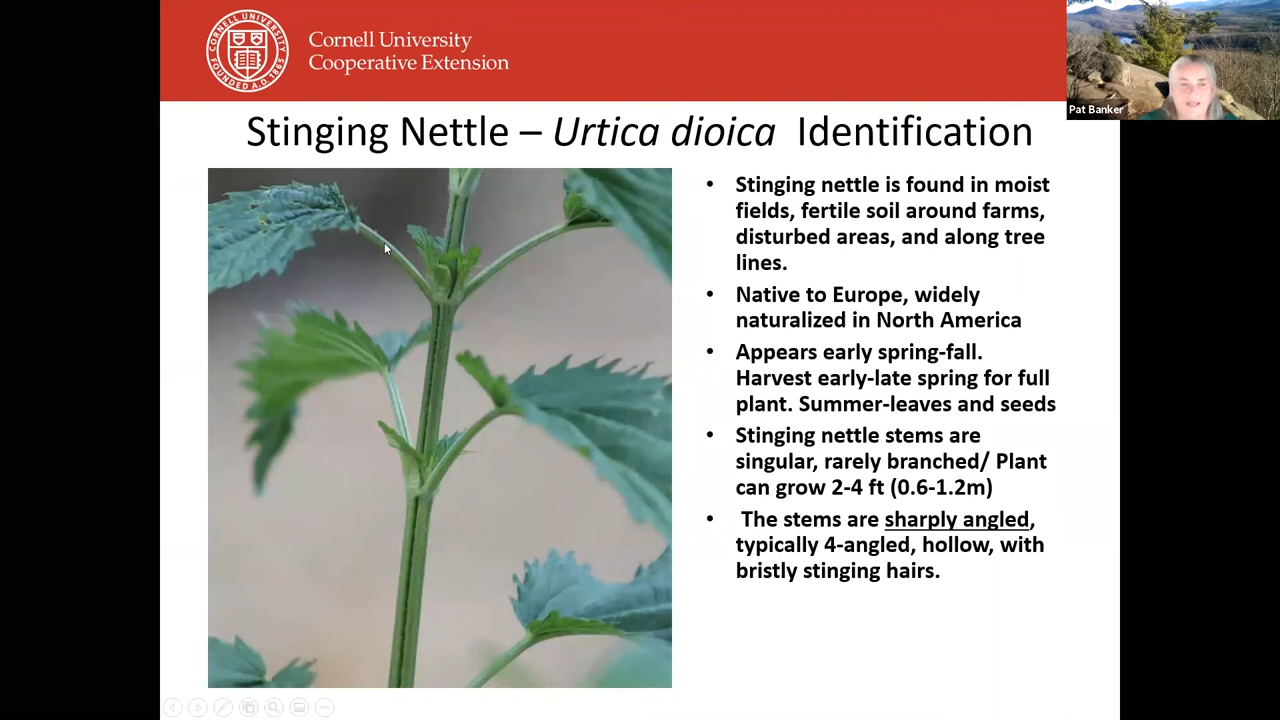 CORNELL UNIVERSITY
FOUNDED A.D. 1865
Cornell University
Cooperative Extension
Pat Banker
Stinging Nettle – Urtica dioica Identification
• Stinging nettle is found in moist
fields, fertile soil around farms,
disturbed areas, and along tree
lines.
• Native to Europe, widely
naturalized in North America
• Appears early spring-fall.
Harvest early-late spring for full
plant. Summer-leaves and seeds
• Stinging nettle stems are
singular, rarely branched/ Plant
can grow 2-4 ft (0.6-1.2m)
• The stems are sharply angled,
typically 4-angled, hollow, with
bristly stinging hairs.